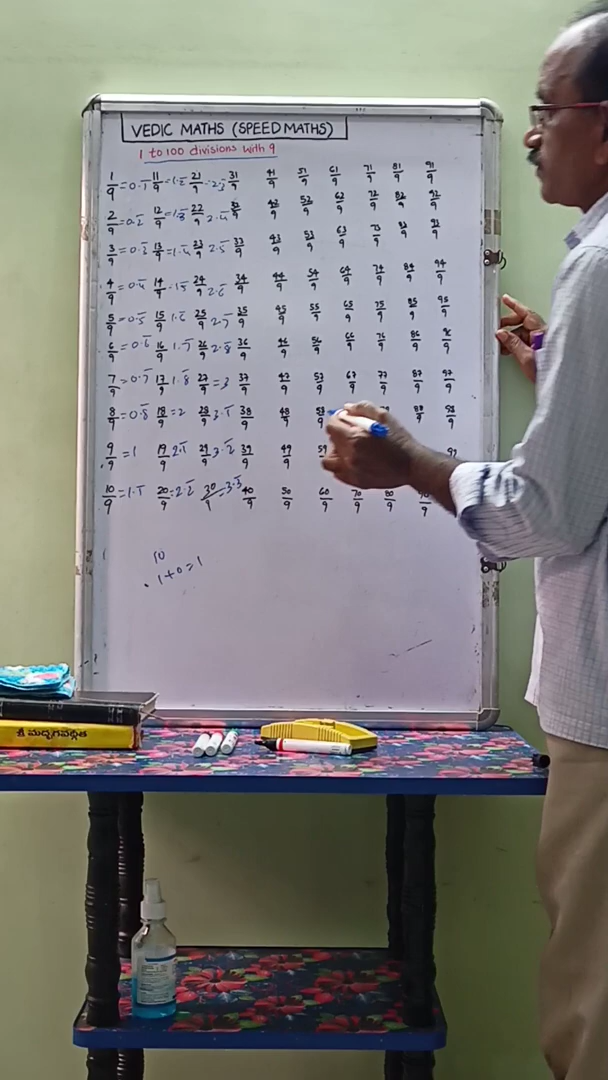 VEDIC MATHS (SPEED MATHS)
1 to 100 divisions with 9
1/9 = 0.1̅ 11/9 = 1.2̅ 21/9 = 2.3̅ 31/9 41/9 51/9 61/9 71/9 81/9 91/9
2/9 = 0.2̅ 12/9 = 1.3̅ 22/9 2.4̅ 32/9 42/9 52/9 62/9 72/9 82/9 92/9
3/9 = 0.3̅ 13/9 = 1.4̅ 23/9 2.5̅ 33/9 43/9 53/9 63/9 73/9 83/9 93/9
4/9 = 0.4̅ 14/9 = 1.5̅ 24/9 2.6̅ 34/9 44/9 54/9 64/9 74/9 84/9 94/9
5/9 = 0.5̅ 15/9 1.6̅ 25/9 2.7̅ 35/9 45/9 55/9 65/9 75/9 85/9 95/9
6/9 = 0.6̅ 16/9 1.7̅ 26/9 2.8̅ 36/9 46/9 56/9 66/9 76/9 86/9 96/9
7/9 = 0.7̅ 17/9 1.8̅ 27/9 = 3 37/9 47/9 57/9 67/9 77/9 87/9 97/9
8/9 = 0.8̅ 18/9 = 2 28/9 3.1̅ 38/9 48/9 58/9 88/9 98/9
9/9 = 1 19/9 2.1̅ 29/9 3.2̅ 39/9 49/9 59/9
10/9 = 1.1̅ 20/9 = 2.2̅ 30/9 = 3.3̅ 40/9 50/9 60/9 70/9 80/9
10
1+0=1
శ్రీ మద్భగవద్గీత